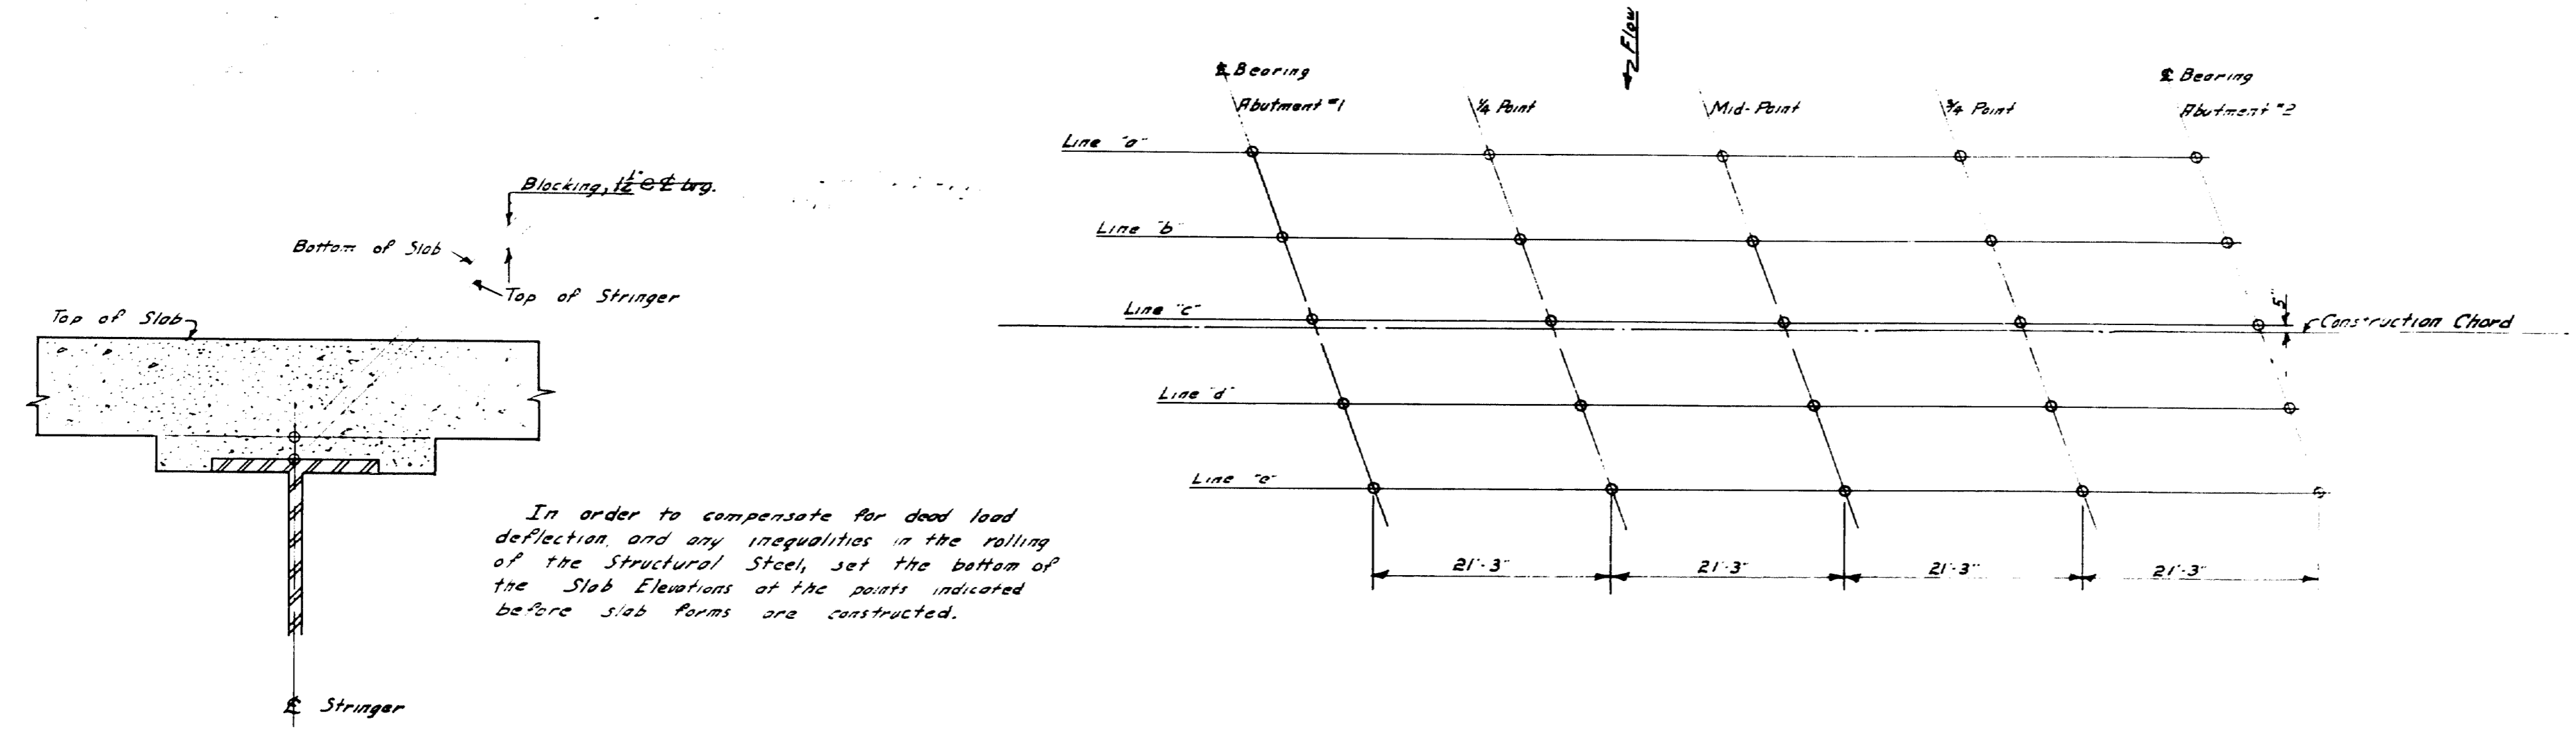 Blocking, 1½" @ ℄ brg.
Bottom of Slab
Top of Stringer
Top of Slab
In order to compensate for dead load
deflection, and any inequalities in the rolling
of the Structural Steel, set the bottom of
the Slab Elevations at the points indicated
before slab forms are constructed.
℄ Stringer
Flow
℄ Bearing
Abutment #1
1/4 Point
Mid-Point
3/4 Point
℄ Bearing
Abutment #2
Line "a"
Line "b"
Line "c"
5"
Construction Chord
Line "d"
Line "e"
21'-3"
21'-3"
21'-3"
21'-3"